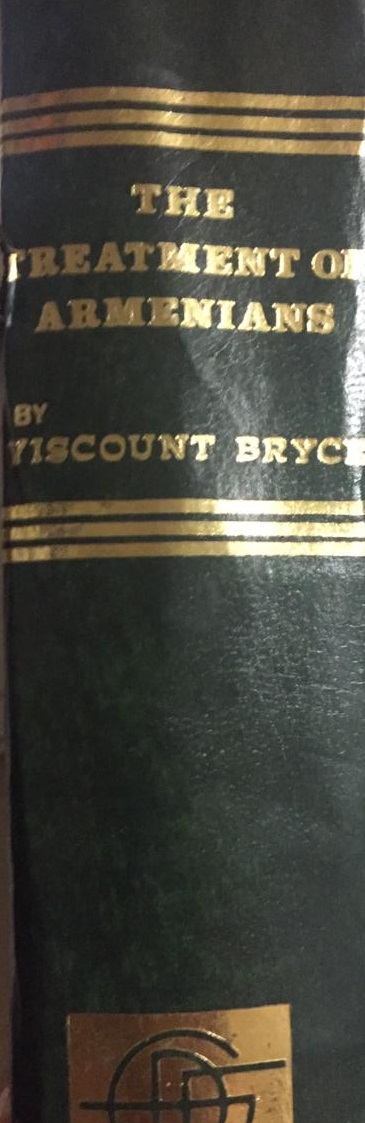 THE
TREATMENT OF
ARMENIANS
BY
VISCOUNT BRYCE